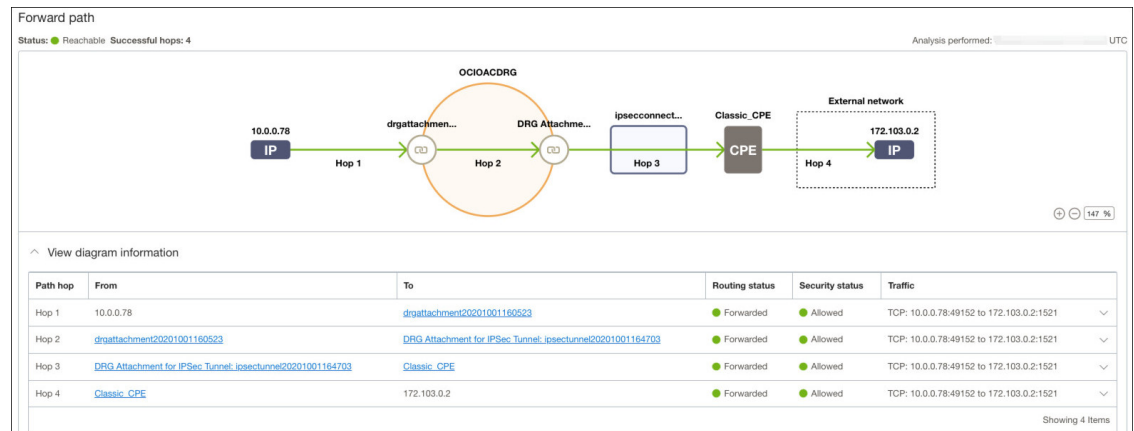 Forward path
Status: Reachable Successful hops: 4
Analysis performed: UTC
OCIOACDRG
External network
10.0.0.78
drgattachmen...
DRG Attachme...
ipsecconnect...
Classic_CPE
172.103.0.2
IP
CPE
IP
Hop 1
Hop 2
Hop 3
Hop 4
147 %
View diagram information
Path hop From To Routing status Security status Traffic
Hop 1 10.0.0.78 drgattachment20201001160523 Forwarded Allowed TCP: 10.0.0.78:49152 to 172.103.0.2:1521
Hop 2 drgattachment20201001160523 DRG Attachment for IPSec Tunnel: ipsectunnel20201001164703 Forwarded Allowed TCP: 10.0.0.78:49152 to 172.103.0.2:1521
Hop 3 DRG Attachment for IPSec Tunnel: ipsectunnel20201001164703 Classic_CPE Forwarded Allowed TCP: 10.0.0.78:49152 to 172.103.0.2:1521
Hop 4 Classic_CPE 172.103.0.2 Forwarded Allowed TCP: 10.0.0.78:49152 to 172.103.0.2:1521
Showing 4 Items